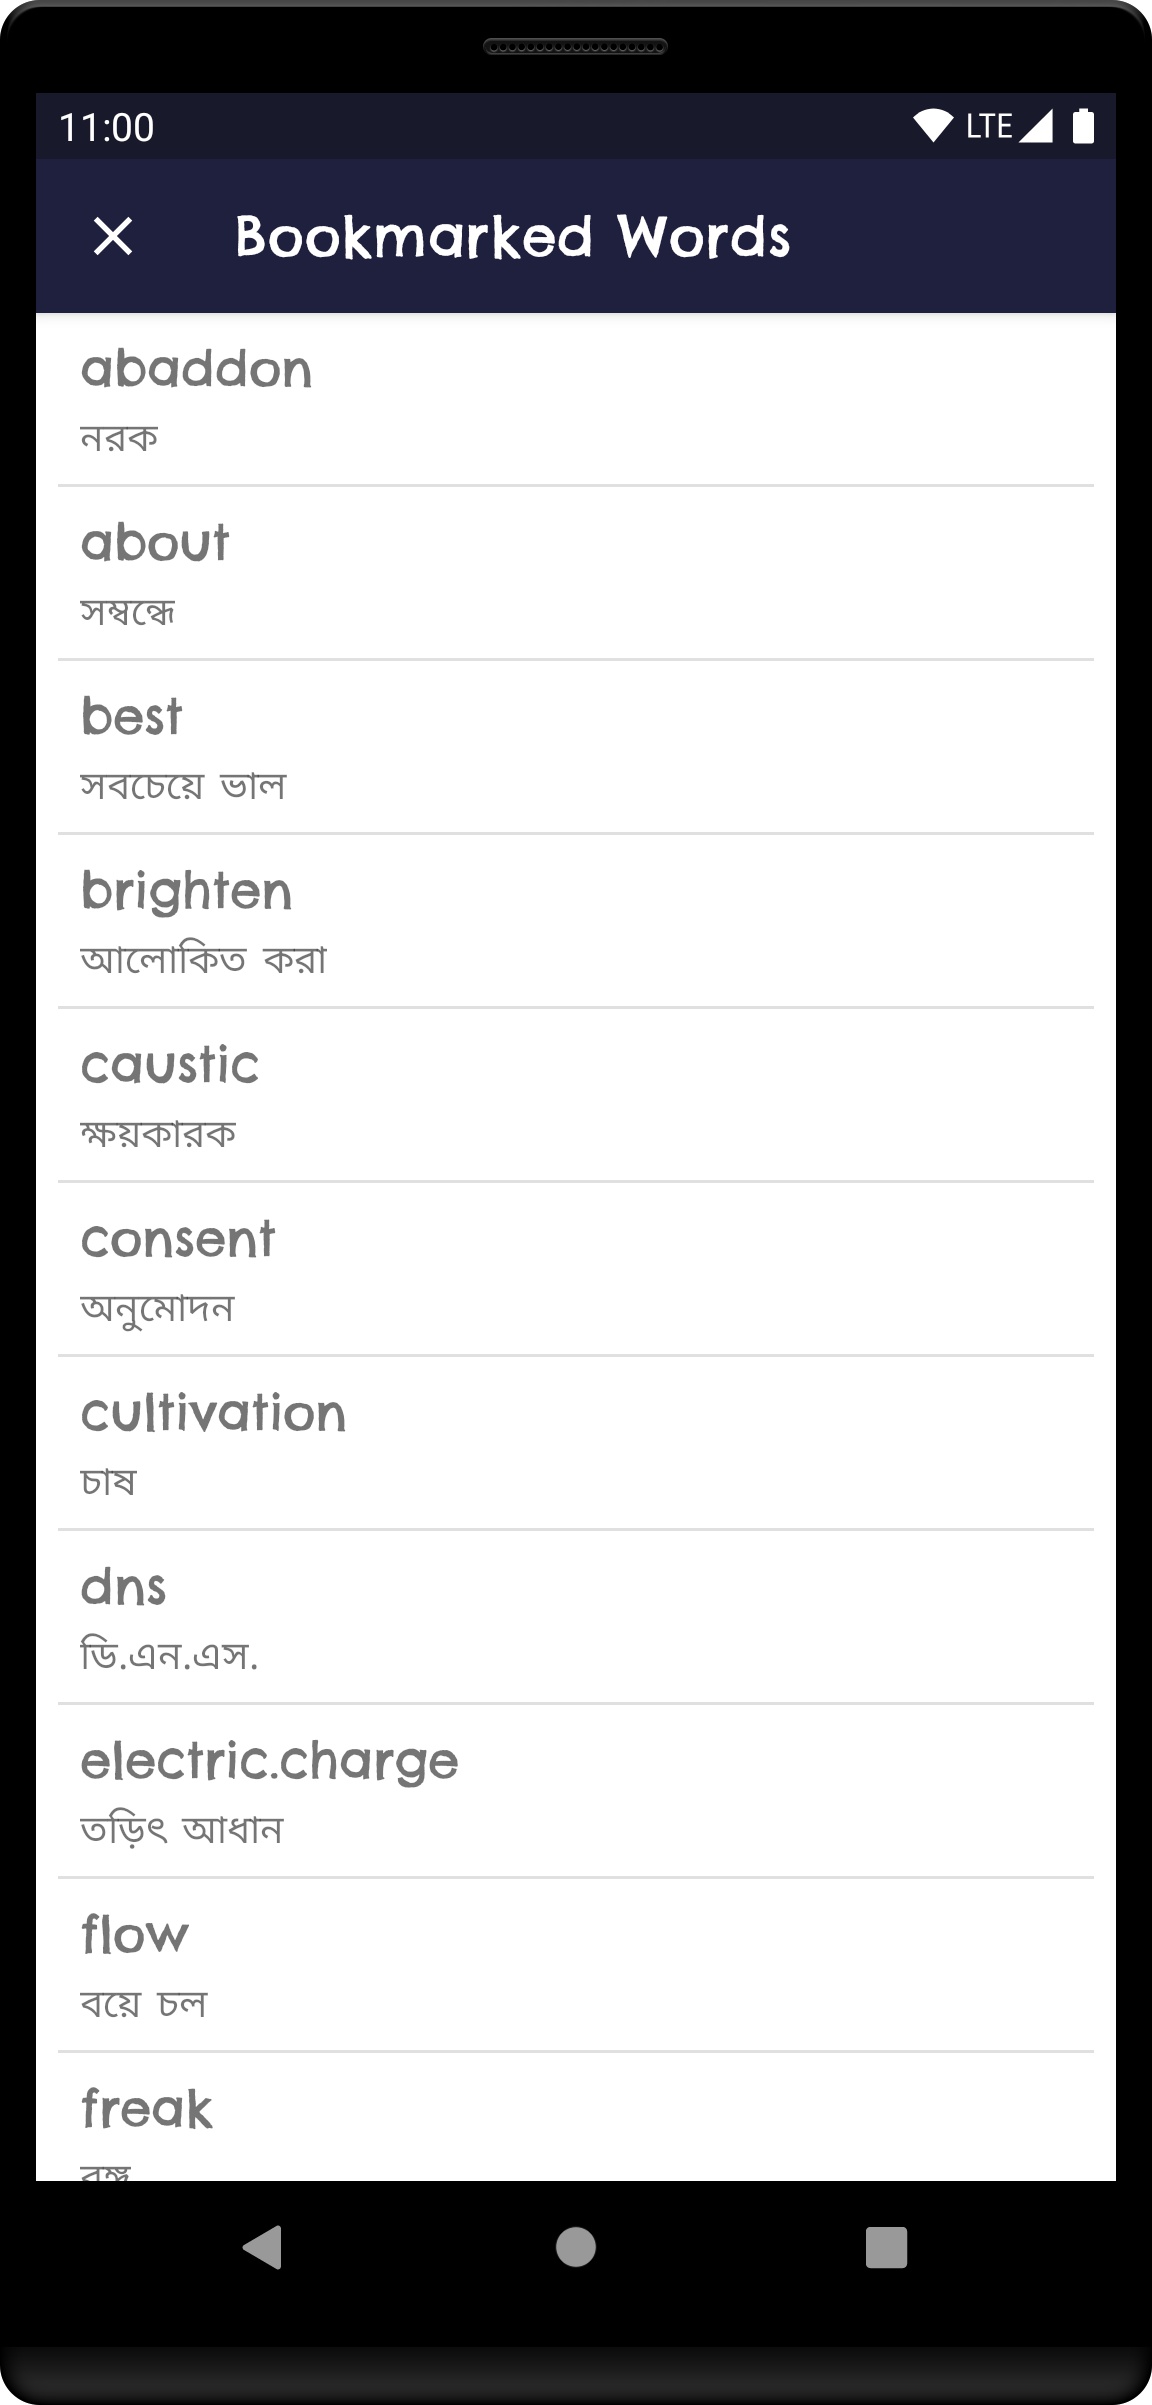 11:00 LTE
Bookmarked Words
abaddon
নরক
about
সম্বন্ধে
best
সবচেয়ে ভাল
brighten
আলোকিত করা
caustic
ক্ষয়কারক
consent
অনুমোদন
cultivation
চাষ
dns
ডি.এন.এস.
electric.charge
তড়িৎ আধান
flow
বয়ে চল
freak